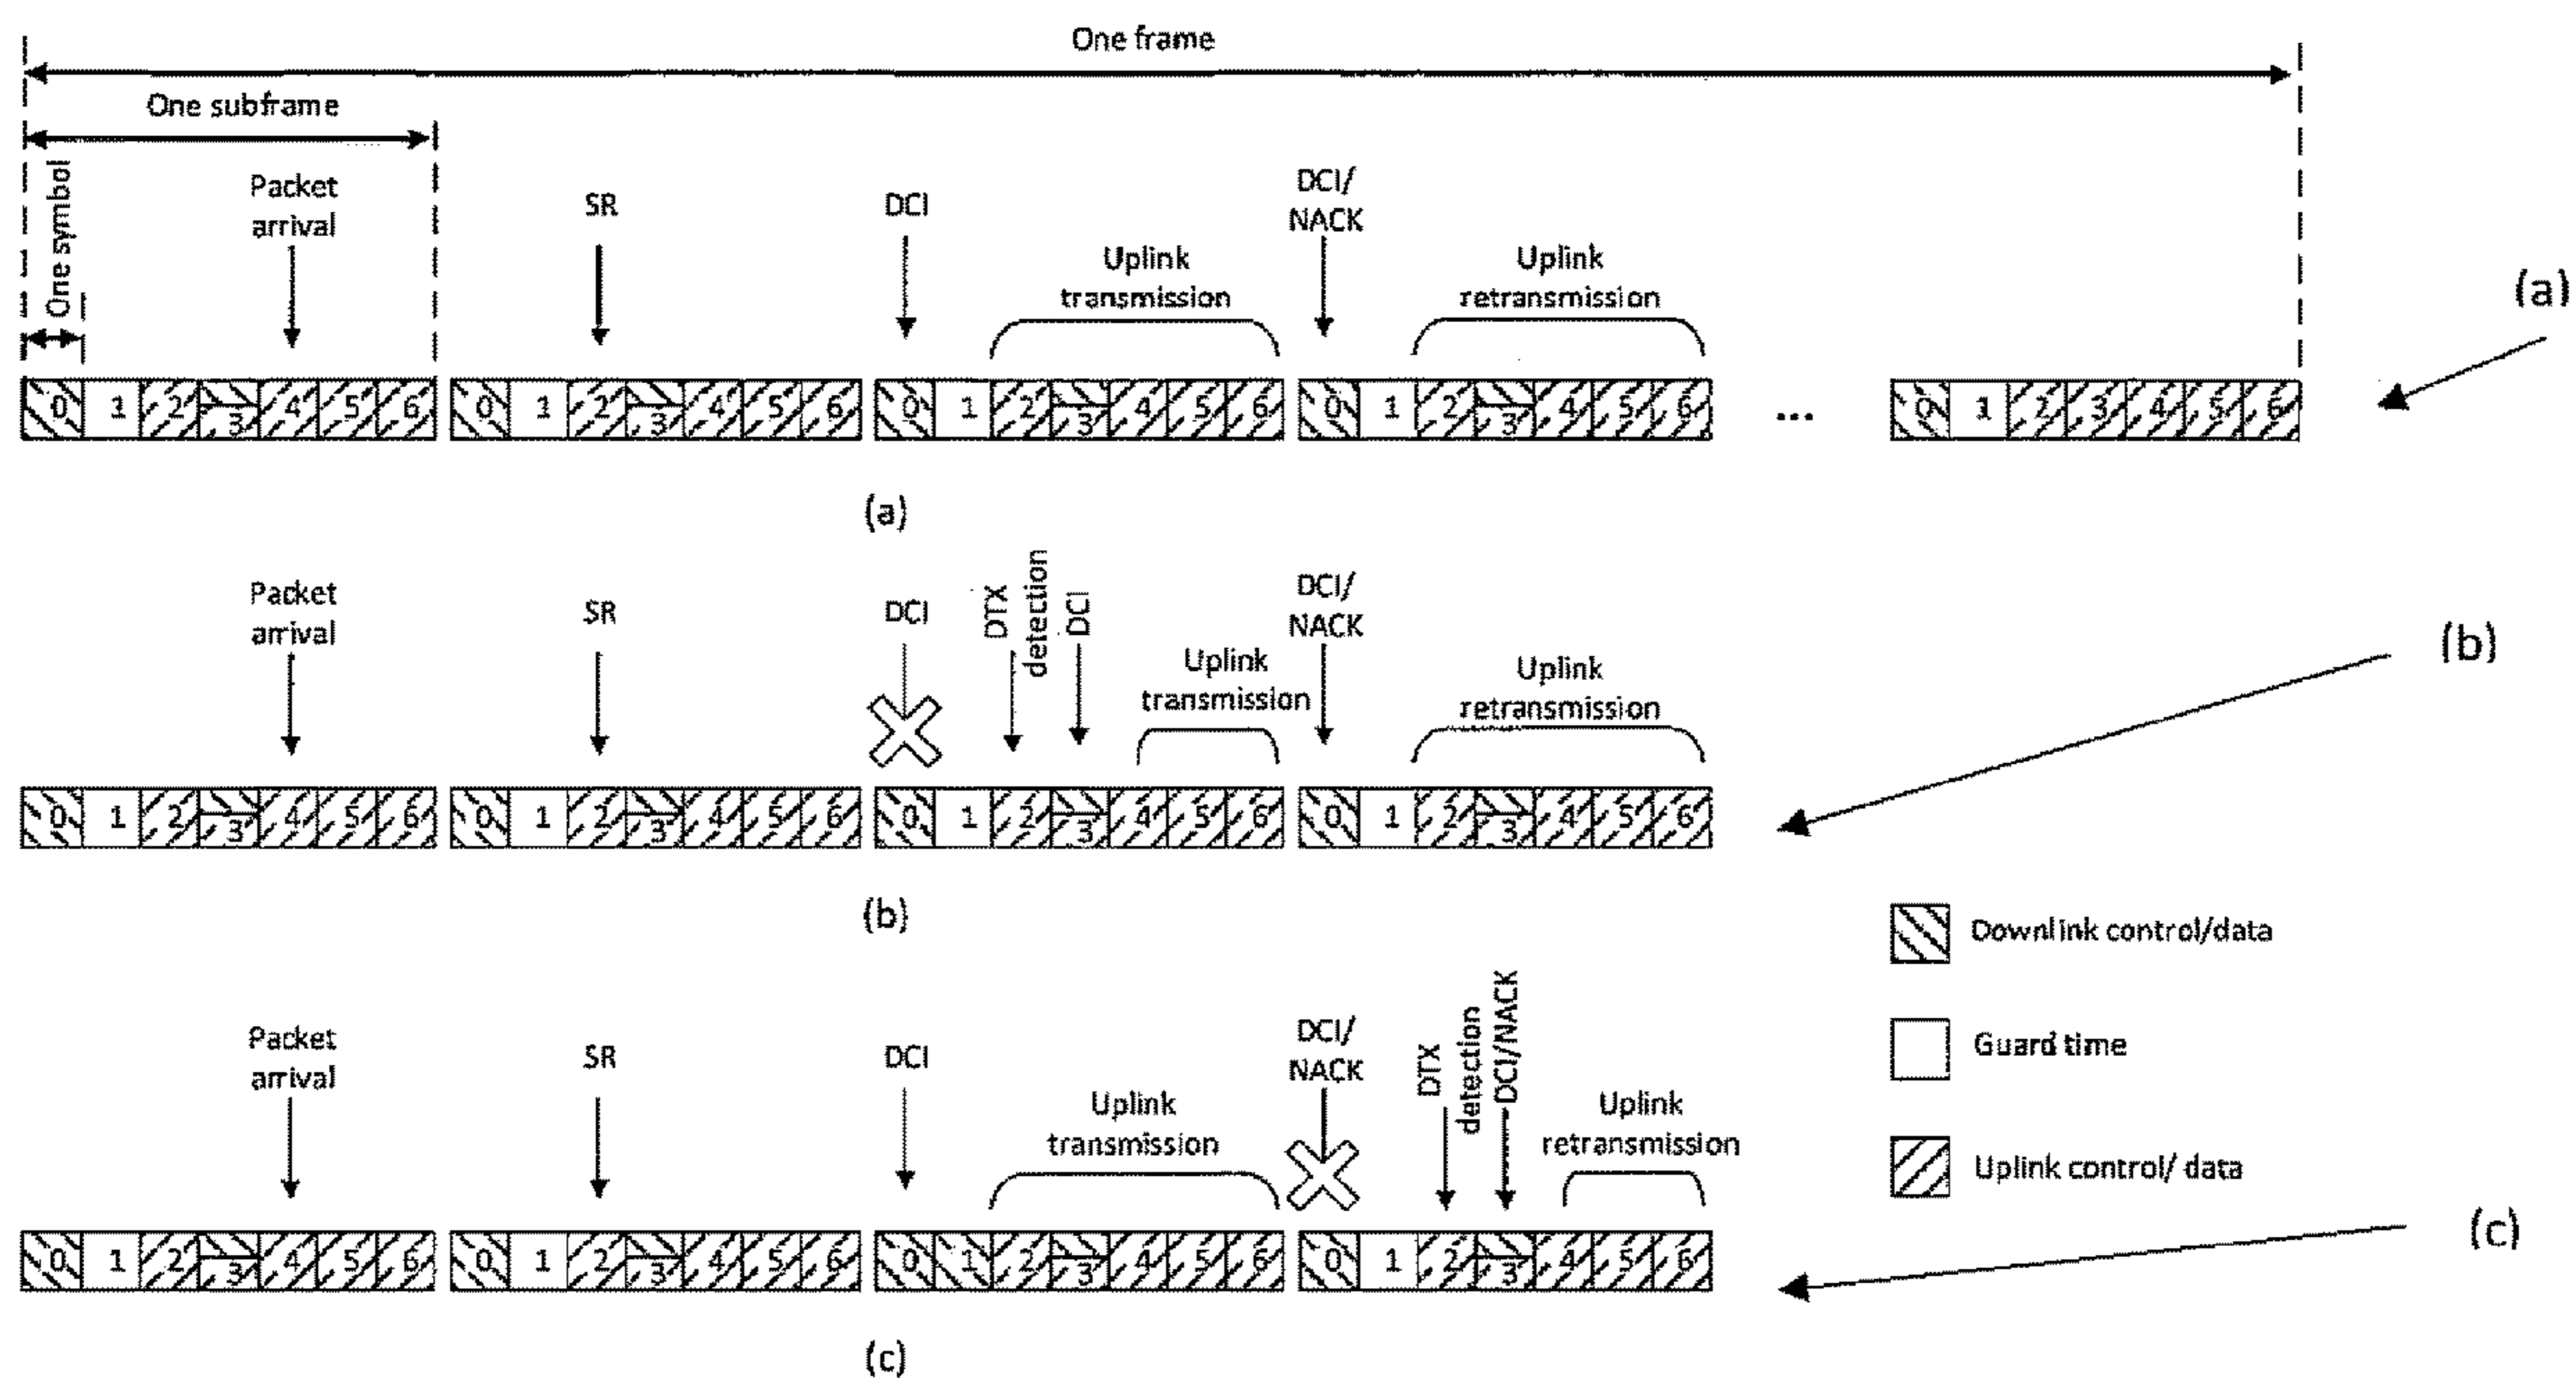 One frame
One subframe
One symbol
Packet
arrival
SR
DCI
Uplink
transmission
DCI/
NACK
Uplink
retransmission
(a)
0 1 2 3 4 5 6 0 1 2 3 4 5 6 0 1 2 3 4 5 6 0 1 2 3 4 5 6 ... 0 1 2 3 4 5 6
(a)
Packet
arrival
SR
DCI
DTX
detection
DCI
Uplink
transmission
DCI/
NACK
Uplink
retransmission
(b)
0 1 2 3 4 5 6 0 1 2 3 4 5 6 0 1 2 3 4 5 6 0 1 2 3 4 5 6
(b)
Downlink control/data
Guard time
Uplink control/ data
Packet
arrival
SR
DCI
Uplink
transmission
DCI/
NACK
DTX
detection
DCI/NACK
Uplink
retransmission
(c)
0 1 2 3 4 5 6 0 1 2 3 4 5 6 0 1 2 3 4 5 6 0 1 2 3 4 5 6
(c)